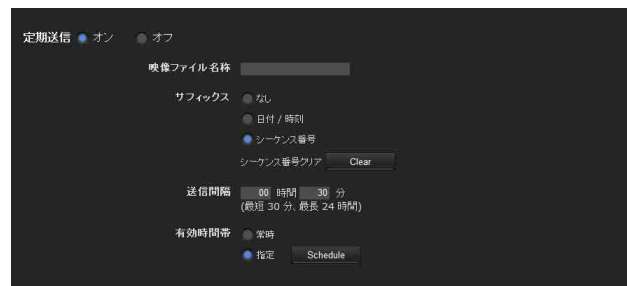 定期送信 オン オフ
映像ファイル名称
サフィックス なし
日付 / 時刻
シーケンス番号
シーケンス番号クリア Clear
送信間隔 00 時間 30 分
(最短 30 分、最長 24 時間)
有効時間帯 常時
指定 Schedule